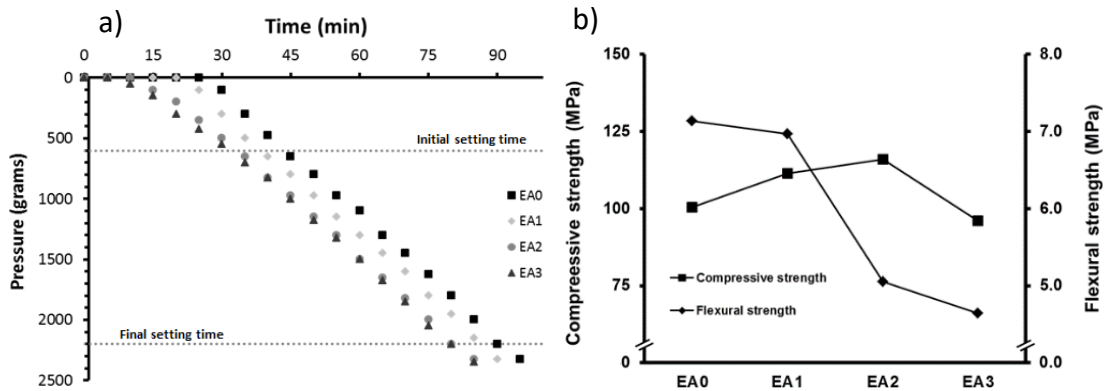 a)
Time (min)
0 15 30 45 60 75 90
0
500
1000
1500
2000
2500
Pressure (grams)
Initial setting time
Final setting time
EA0
EA1
EA2
EA3
b)
150
125
100
75
0
Compreessive strength (MPa)
8.0
7.0
6.0
5.0
0.0
Flexural strength (MPa)
Compressive strength
Flexural strength
EA0 EA1 EA2 EA3